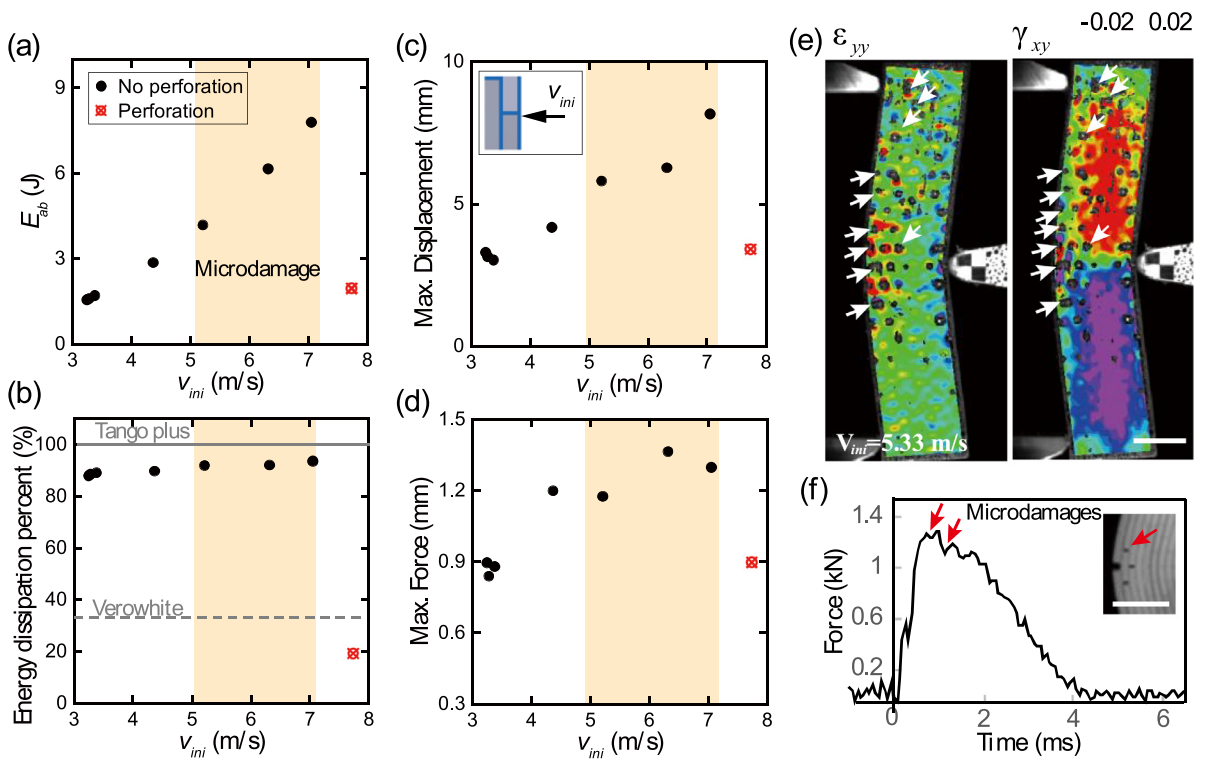 (a)
9
No perforation
Perforation
6
E_ab (J)
3
Microdamage
0
3 4 5 6 7 8
v_ini (m/s)
(b)
Tango plus
100
80
60
40
Verowhite
20
0
Energy dissipation percent (%)
3 4 5 6 7 8
v_ini (m/s)
(c)
10
v_ini
5
0
Max. Displacement (mm)
3 4 5 6 7 8
v_ini (m/s)
(d)
1.5
1.2
0.9
0.6
0.3
Max. Force (mm)
3 4 5 6 7 8
v_ini (m/s)
(e) ε_yy
γ_xy
-0.02 0.02
V_ini=5.33 m/s
(f)
Microdamages
1.4
1
0.6
0.2
Force (kN)
0 2 4 6
Time (ms)